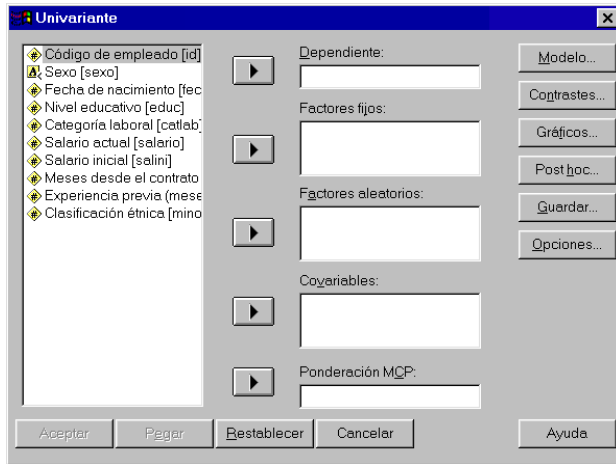 Univariante
Código de empleado [id]
Sexo [sexo]
Fecha de nacimiento [fec
Nivel educativo [educ]
Categoría laboral [catlab]
Salario actual [salario]
Salario inicial [salini]
Meses desde el contrato
Experiencia previa (mese
Clasificación étnica [mino
Dependiente:
Factores fijos:
Factores aleatorios:
Covariables:
Ponderación MCP:
Modelo...
Contrastes...
Gráficos...
Post hoc...
Guardar...
Opciones...
Aceptar
Pegar
Restablecer
Cancelar
Ayuda